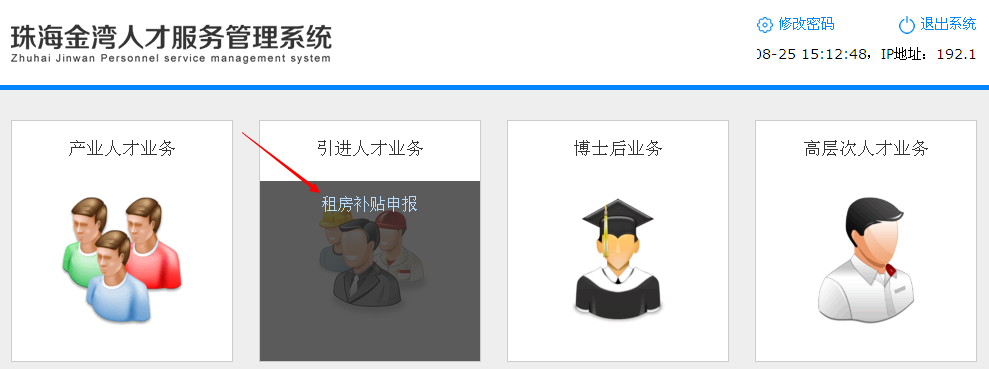 珠海金湾人才服务管理系统
Zhuhai Jinwan Personnel service management system
修改密码 退出系统
08-25 15:12:48，IP地址：192.1
产业人才业务 引进人才业务 博士后业务 高层次人才业务
租房补贴申报